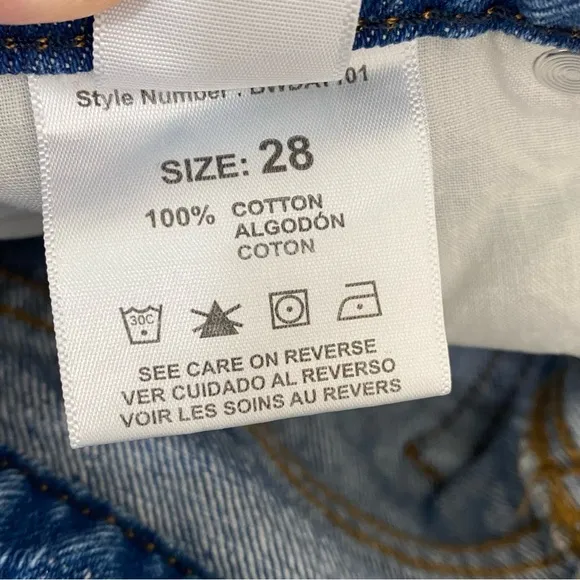 Style Number :
SIZE: 28
100% COTTON
ALGODÓN
COTON
30C
SEE CARE ON REVERSE
VER CUIDADO AL REVERSO
VOIR LES SOINS AU REVERS